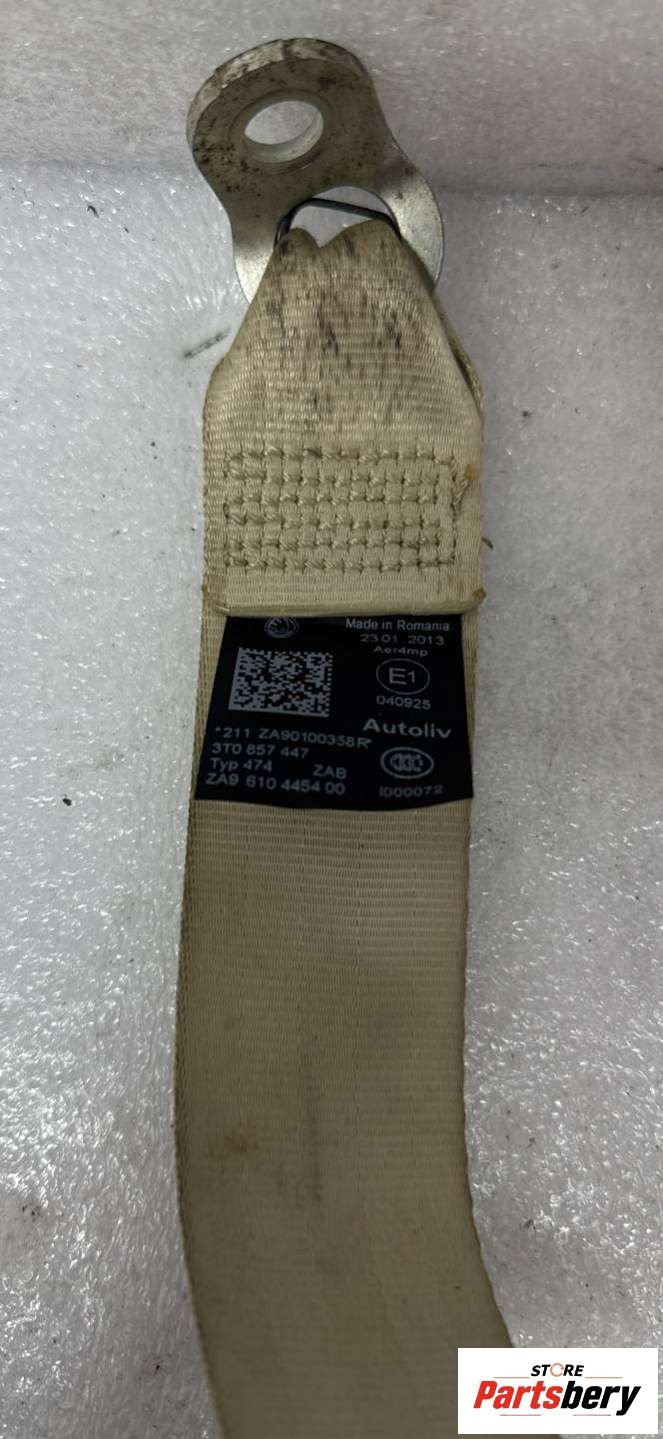 Made in Romania
23.01.2013
Aer4mp
E1
040925
Autoliv
*211 ZA90100338R*
3T0 857 447
Typ 474 ZAB
ZA9 610 4454 00
I000072
STORE
Partsbery